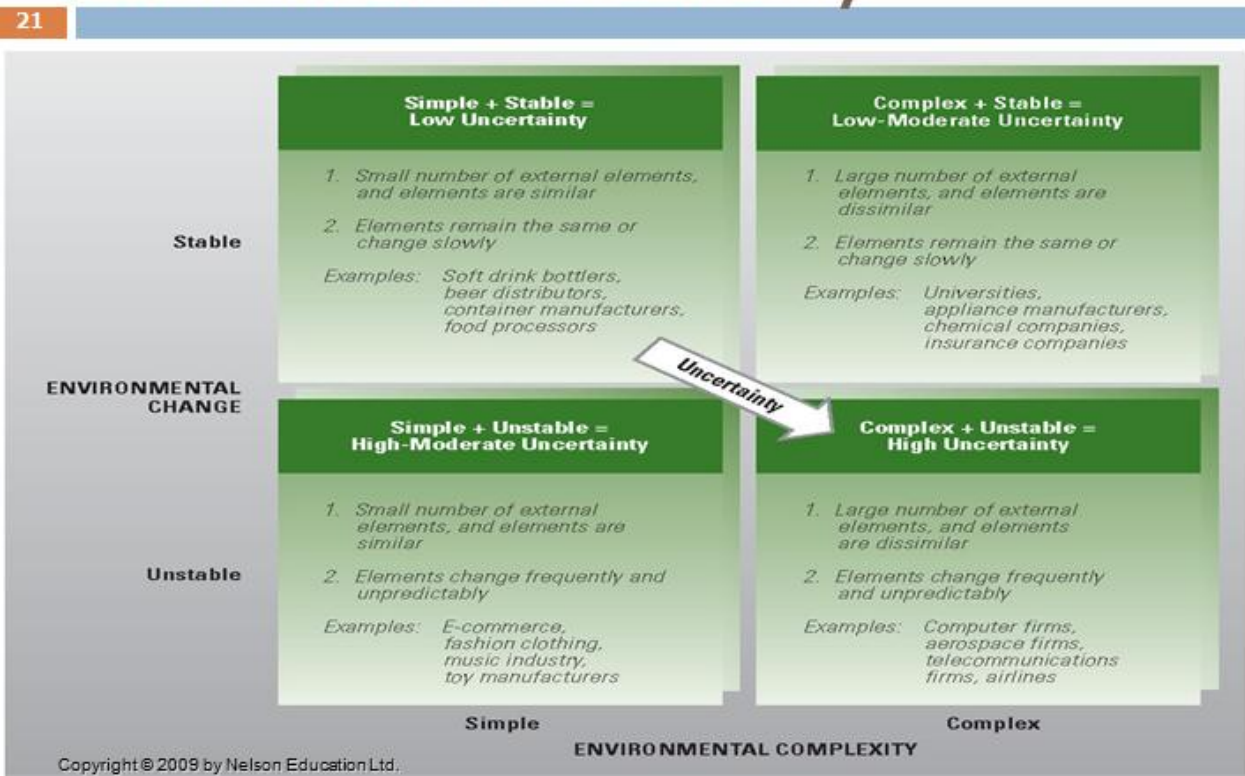 21
Simple + Stable =
Low Uncertainty
1. Small number of external elements,
and elements are similar
2. Elements remain the same or
change slowly
Examples: Soft drink bottlers,
beer distributors,
container manufacturers,
food processors
Complex + Stable =
Low-Moderate Uncertainty
1. Large number of external
elements, and elements are
dissimilar
2. Elements remain the same or
change slowly
Examples: Universities,
appliance manufacturers,
chemical companies,
insurance companies
Stable
Uncertainty
ENVIRONMENTAL
CHANGE
Simple + Unstable =
High-Moderate Uncertainty
1. Small number of external
elements, and elements are
similar
2. Elements change frequently and
unpredictably
Examples: E-commerce,
fashion clothing,
music industry,
toy manufacturers
Complex + Unstable =
High Uncertainty
1. Large number of external
elements, and elements
are dissimilar
2. Elements change frequently
and unpredictably
Examples: Computer firms,
aerospace firms,
telecommunications
firms, airlines
Unstable
Simple
Complex
ENVIRONMENTAL COMPLEXITY
Copyright © 2009 by Nelson Education Ltd.